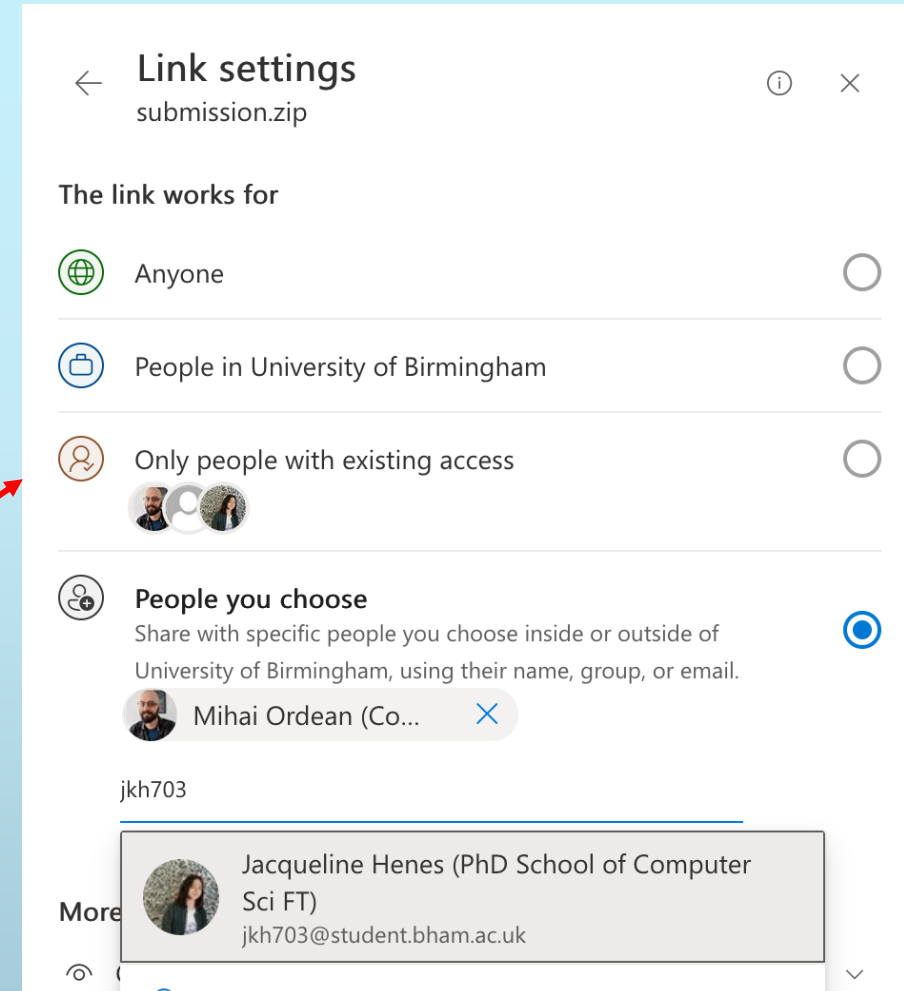 Link settings
submission.zip
The link works for
Anyone
People in University of Birmingham
Only people with existing access
People you choose
Share with specific people you choose inside or outside of
University of Birmingham, using their name, group, or email.
Mihai Ordean (Co...
jkh703
Jacqueline Henes (PhD School of Computer
Sci FT)
jkh703@student.bham.ac.uk
More